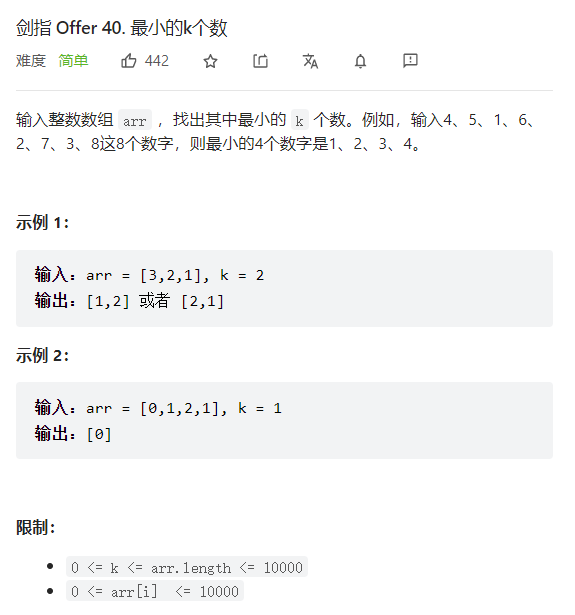 剑指 Offer 40. 最小的k个数
难度 简单 442
输入整数数组 arr ，找出其中最小的 k 个数。例如，输入4、5、1、6、
2、7、3、8这8个数字，则最小的4个数字是1、2、3、4。
示例 1：
输入：arr = [3,2,1], k = 2
输出：[1,2] 或者 [2,1]
示例 2：
输入：arr = [0,1,2,1], k = 1
输出：[0]
限制：
0 <= k <= arr.length <= 10000
0 <= arr[i]  <= 10000